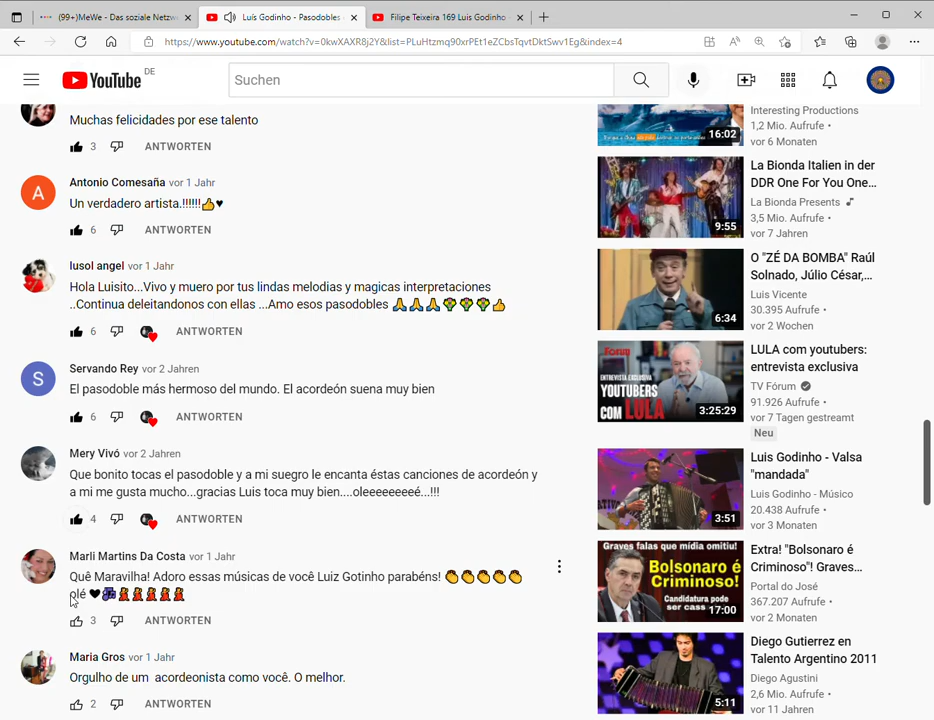 (99+)MeWe - Das soziale Netzw
Luís Godinho - Pasodobles
Filipe Teixeira 169 Luis Godinho
https://www.youtube.com/watch?v=0kwXAXR8j2Y&list=PLuHtzmq90xrPEt1eZCbsTqvtDktSwv1Eg&index=4
YouTube DE
Suchen
Muchas felicidades por ese talento
3 ANTWORTEN
Antonio Comesaña vor 1 Jahr
Un verdadero artista.!!!!!!👍♥
6 ANTWORTEN
lusol angel vor 1 Jahr
Hola Luisito...Vivo y muero por tus lindas melodias y magicas interpretaciones
..Continua deleitandonos con ellas ...Amo esos pasodobles 🙏🙏🙏💐💐💐👍
6 ANTWORTEN
S
Servando Rey vor 2 Jahren
El pasodoble más hermoso del mundo. El acordeón suena muy bien
6 ANTWORTEN
Mery Vivó vor 2 Jahren
Que bonito tocas el pasodoble y a mi suegro le encanta éstas canciones de acordeón y
a mi me gusta mucho...gracias Luis toca muy bien....oleeeeeeeeé...!!!
4 ANTWORTEN
Marli Martins Da Costa vor 1 Jahr
Quê Maravilha! Adoro essas músicas de você Luiz Gotinho parabéns! 👏👏👏👏👏
olé ❤🎶💃💃💃💃💃
3 ANTWORTEN
Maria Gros vor 1 Jahr
Orgulho de um acordeonista como você. O melhor.
2 ANTWORTEN
A
Interesting Productions
1,2 Mio. Aufrufe •
vor 6 Monaten
16:02
La Bionda Italien in der
DDR One For You One...
La Bionda Presents
3,5 Mio. Aufrufe •
vor 7 Jahren
9:55
O "ZÉ DA BOMBA" Raúl
Solnado, Júlio César,...
Luis Vicente
30.395 Aufrufe •
vor 2 Wochen
6:34
LULA com youtubers:
entrevista exclusiva
TV Fórum
91.926 Aufrufe •
vor 7 Tagen gestreamt
Neu
Forum
ENTREVISTA EXCLUSIVA
YOUTUBERS
COM LULA
3:25:29
Luis Godinho - Valsa
"mandada"
Luis Godinho - Músico
20.438 Aufrufe •
vor 3 Monaten
3:51
Extra! "Bolsonaro é
Criminoso"! Graves...
Portal do José
367.207 Aufrufe •
vor 2 Monaten
Graves falas que mídia omitiu!
Bolsonaro é
Criminoso!
Candidatura pode
ser cass
17:00
Diego Gutierrez en
Talento Argentino 2011
Diego Agustini
2,6 Mio. Aufrufe •
vor 11 Jahren
5:11